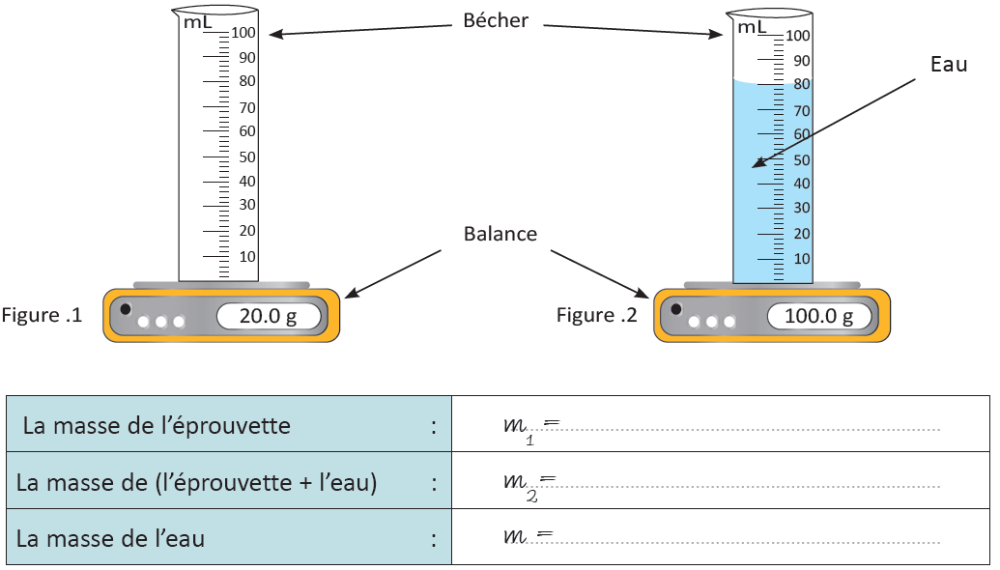 Bécher
mL
100
90
80
70
60
50
40
30
20
10
mL
100
90
80
70
60
50
40
30
20
10
Eau
Balance
Figure .1
20.0 g
Figure .2
100.0 g
La masse de l'éprouvette : m1 =
La masse de (l'éprouvette + l'eau) : m2 =
La masse de l'eau : m =